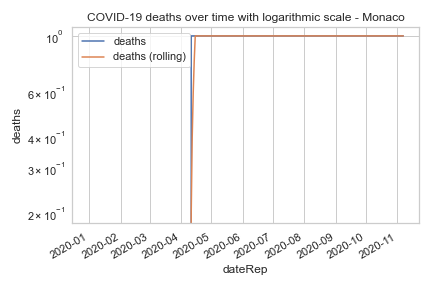 COVID-19 deaths over time with logarithmic scale - Monaco
deaths
deaths (rolling)
10⁰
6 × 10⁻¹
4 × 10⁻¹
3 × 10⁻¹
2 × 10⁻¹
deaths
2020-01
2020-02
2020-03
2020-04
2020-05
2020-06
2020-07
2020-08
2020-09
2020-10
2020-11
dateRep